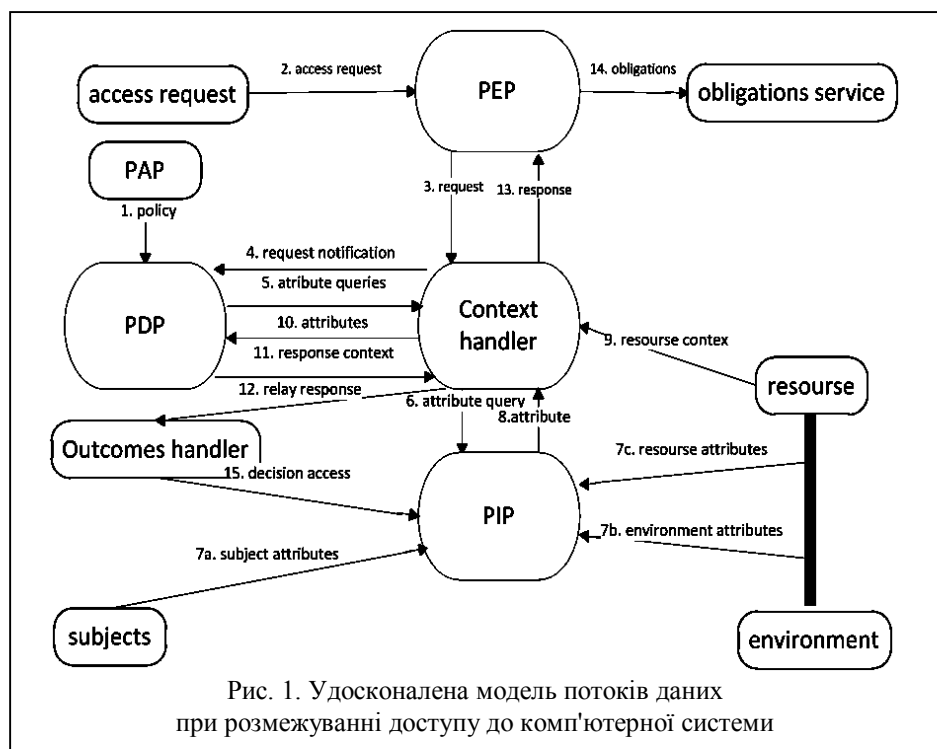 2. access request
14. obligations
access request
PEP
obligations service
PAP
3. request
13. response
1. policy
4. request notification
5. atribute queries
PDP
10. attributes
Context
handler
11. response context
9. resourse contex
12. relay response
resourse
6. attribute query
8.attribute
Outcomes handler
15. decision access
7c. resourse attributes
PIP
7b. environment attributes
7a. subject attributes
subjects
environment
Рис. 1. Удосконалена модель потоків даних
при розмежуванні доступу до комп'ютерної системи